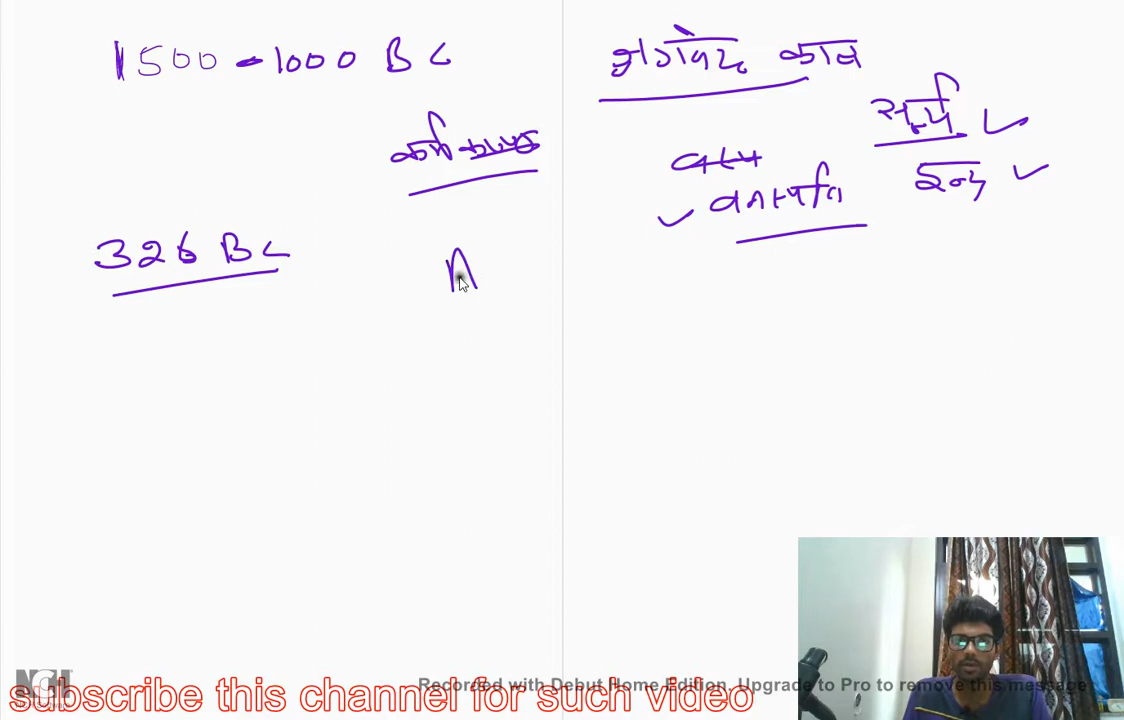 1500 - 1000 BC
ऋग्वेद काल
सूर्य
वनस्पति
इन्द्र
326 BC
A
NCH
Recorded with Debut Home Edition. Upgrade to Pro to remove this message
subscribe this channel for such video